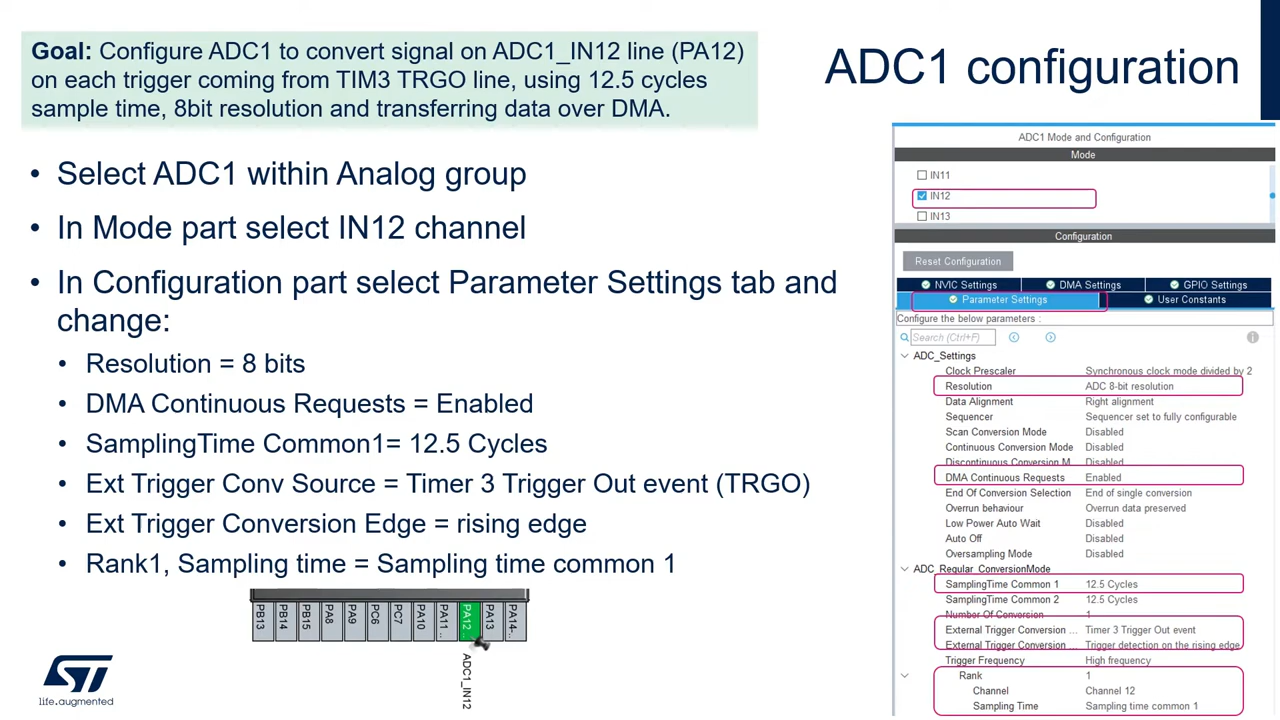 Goal: Configure ADC1 to convert signal on ADC1_IN12 line (PA12)
on each trigger coming from TIM3 TRGO line, using 12.5 cycles
sample time, 8bit resolution and transferring data over DMA.
ADC1 configuration
• Select ADC1 within Analog group
• In Mode part select IN12 channel
• In Configuration part select Parameter Settings tab and
change:
• Resolution = 8 bits
• DMA Continuous Requests = Enabled
• SamplingTime Common1= 12.5 Cycles
• Ext Trigger Conv Source = Timer 3 Trigger Out event (TRGO)
• Ext Trigger Conversion Edge = rising edge
• Rank1, Sampling time = Sampling time common 1
PB13 PB14 PB15 PA8 PA9 PC6 PC7 PA10 PA11 .. PA12 .. PA13 PA14-..
ADC1_IN12
ST
life.augmented
ADC1 Mode and Configuration
Mode
IN11
IN12
IN13
Configuration
Reset Configuration
NVIC Settings DMA Settings GPIO Settings
Parameter Settings User Constants
Configure the below parameters :
Search (Ctrl+F)
ADC_Settings
Clock Prescaler Synchronous clock mode divided by 2
Resolution ADC 8-bit resolution
Data Alignment Right alignment
Sequencer Sequencer set to fully configurable
Scan Conversion Mode Disabled
Continuous Conversion Mode Disabled
Discontinuous Conversion M... Disabled
DMA Continuous Requests Enabled
End Of Conversion Selection End of single conversion
Overrun behaviour Overrun data preserved
Low Power Auto Wait Disabled
Auto Off Disabled
Oversampling Mode Disabled
ADC_Regular_ConversionMode
SamplingTime Common 1 12.5 Cycles
SamplingTime Common 2 12.5 Cycles
Number Of Conversion 1
External Trigger Conversion ... Timer 3 Trigger Out event
External Trigger Conversion ... Trigger detection on the rising edge
Trigger Frequency High frequency
Rank 1
Channel Channel 12
Sampling Time Sampling time common 1